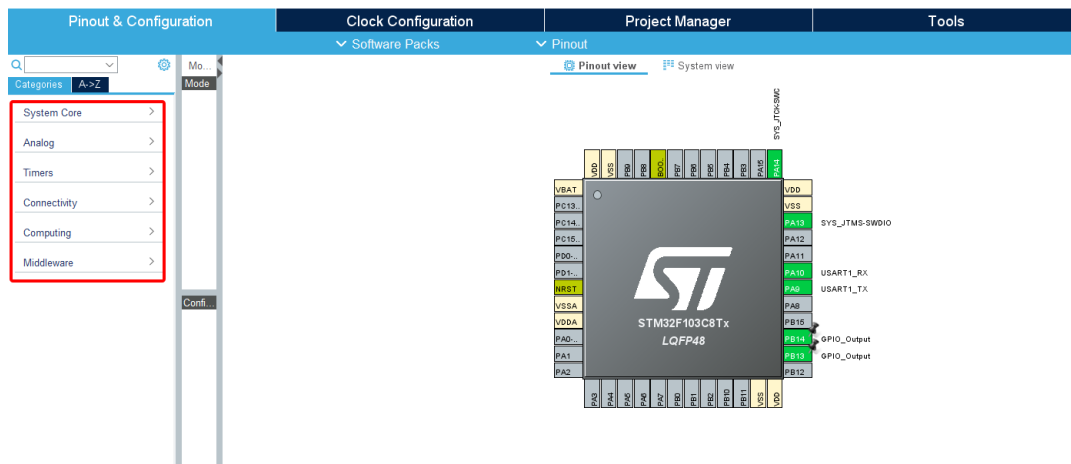 Pinout & Configuration
Clock Configuration
Project Manager
Tools
Software Packs
Pinout
Mo...
Pinout view
System view
Categories
A->Z
Mode
System Core
Analog
Timers
Connectivity
Computing
Middleware
Confi...
SYS_JTCK-SWC
VDD
VSS
PB9
PB8
BOO..
PB7
PB6
PB5
PB4
PB3
PA15
PA14
VBAT
PC13..
PC14..
PC15..
PD0-..
PD1-..
NRST
VSSA
VDDA
PA0-..
PA1
PA2
VDD
VSS
PA13 SYS_JTMS-SWDIO
PA12
PA11
PA10 USART1_RX
PA9 USART1_TX
PA8
PB15
PB14 GPIO_Output
PB13 GPIO_Output
PB12
ST
STM32F103C8Tx
LQFP48
PA3
PA4
PA5
PA6
PA7
PB0
PB1
PB2
PB10
PB11
VSS
VDD